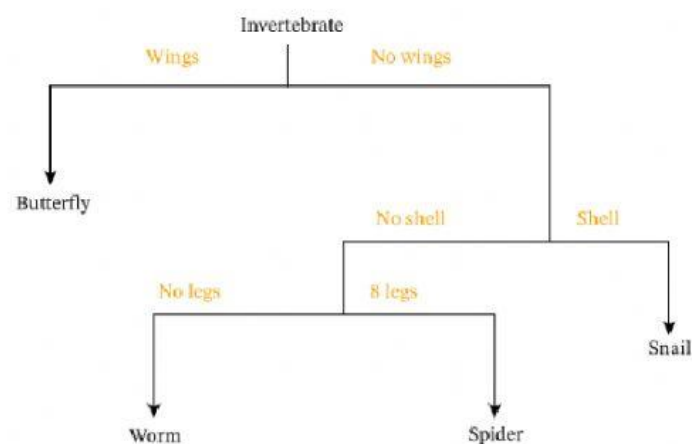 Invertebrate
Wings
No wings
Butterfly
No shell
Shell
No legs
8 legs
Snail
Worm
Spider